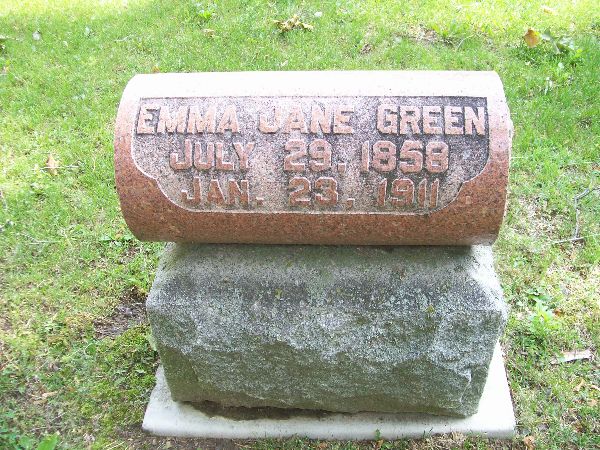 EMMA JANE GREEN
JULY 29, 1858
JAN. 23. 1911